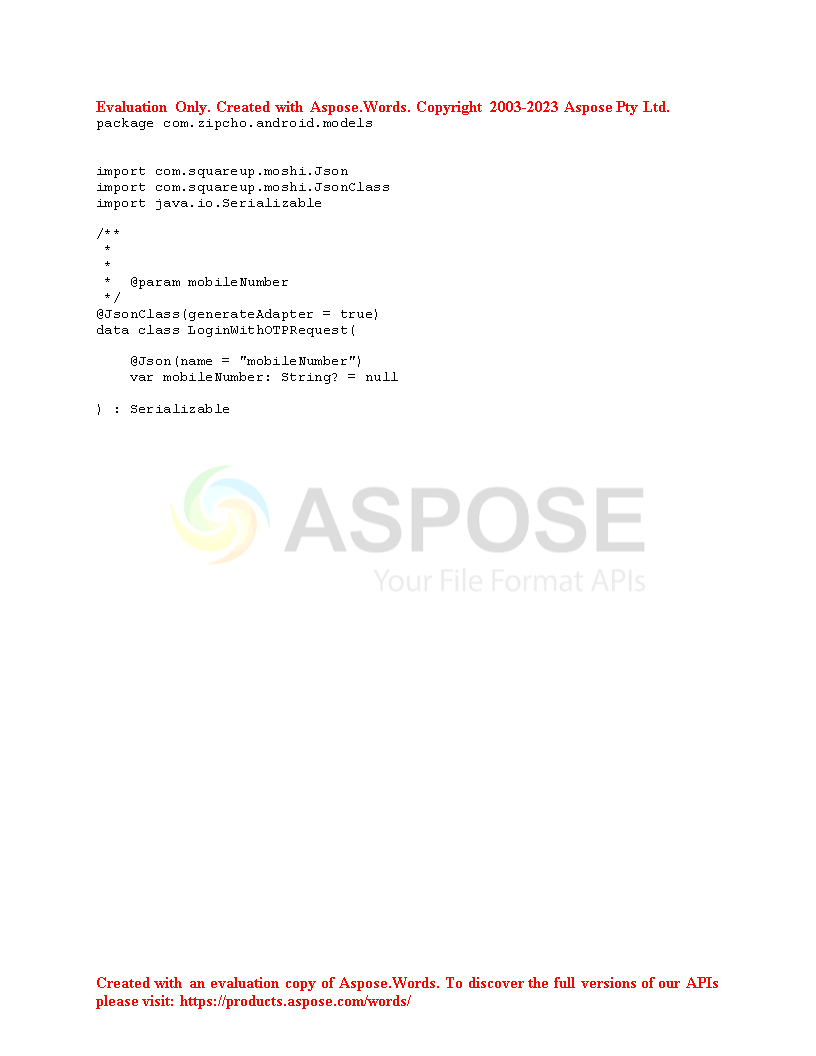 Evaluation Only. Created with Aspose.Words. Copyright 2003-2023 Aspose Pty Ltd.
package com.zipcho.android.models
import com.squareup.moshi.Json
import com.squareup.moshi.JsonClass
import java.io.Serializable
/**
 *
 *
 *  @param mobileNumber
 */
@JsonClass(generateAdapter = true)
data class LoginWithOTPRequest(
    @Json(name = "mobileNumber")
    var mobileNumber: String? = null
) : Serializable
ASPOSE
Your File Format APIs
Created with an evaluation copy of Aspose.Words. To discover the full versions of our APIs
please visit: https://products.aspose.com/words/